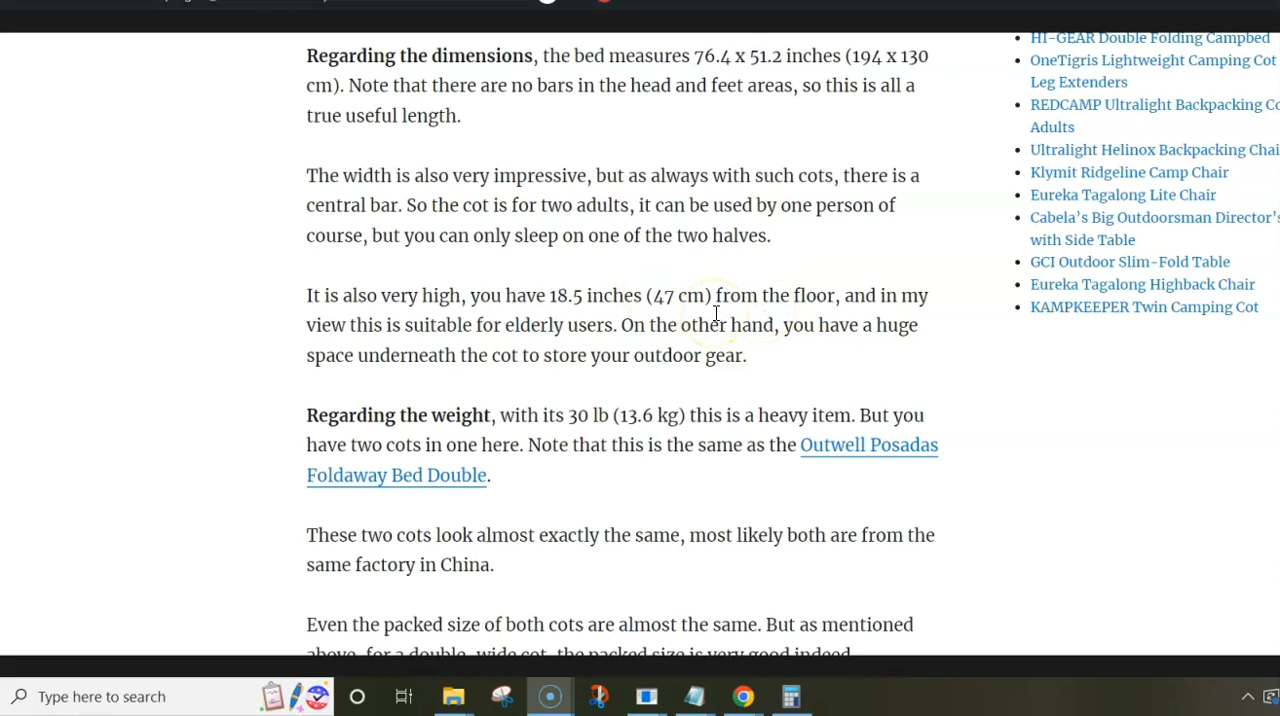 Regarding the dimensions, the bed measures 76.4 x 51.2 inches (194 x 130
cm). Note that there are no bars in the head and feet areas, so this is all a
true useful length.
The width is also very impressive, but as always with such cots, there is a
central bar. So the cot is for two adults, it can be used by one person of
course, but you can only sleep on one of the two halves.
It is also very high, you have 18.5 inches (47 cm) from the floor, and in my
view this is suitable for elderly users. On the other hand, you have a huge
space underneath the cot to store your outdoor gear.
Regarding the weight, with its 30 lb (13.6 kg) this is a heavy item. But you
have two cots in one here. Note that this is the same as the Outwell Posadas
Foldaway Bed Double.
These two cots look almost exactly the same, most likely both are from the
same factory in China.
Even the packed size of both cots are almost the same. But as mentioned
above, for a double-wide cot, the packed size is very good indeed.
HI-GEAR Double Folding Campbed
OneTigris Lightweight Camping Cot
Leg Extenders
REDCAMP Ultralight Backpacking
Adults
Ultralight Helinox Backpacking
Klymit Ridgeline Camp Chair
Eureka Tagalong Lite Chair
Cabela's Big Outdoorsman Director's
with Side Table
GCI Outdoor Slim-Fold Table
Eureka Tagalong Highback Chair
KAMPKEEPER Twin Camping Cot
Type here to search